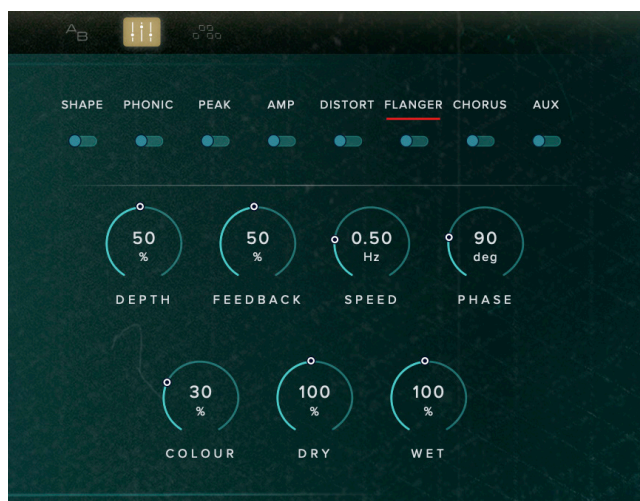 A B
SHAPE PHONIC PEAK AMP DISTORT FLANGER CHORUS AUX
50 50 0.50 90
% % Hz deg
DEPTH FEEDBACK SPEED PHASE
30 100 100
% % %
COLOUR DRY WET